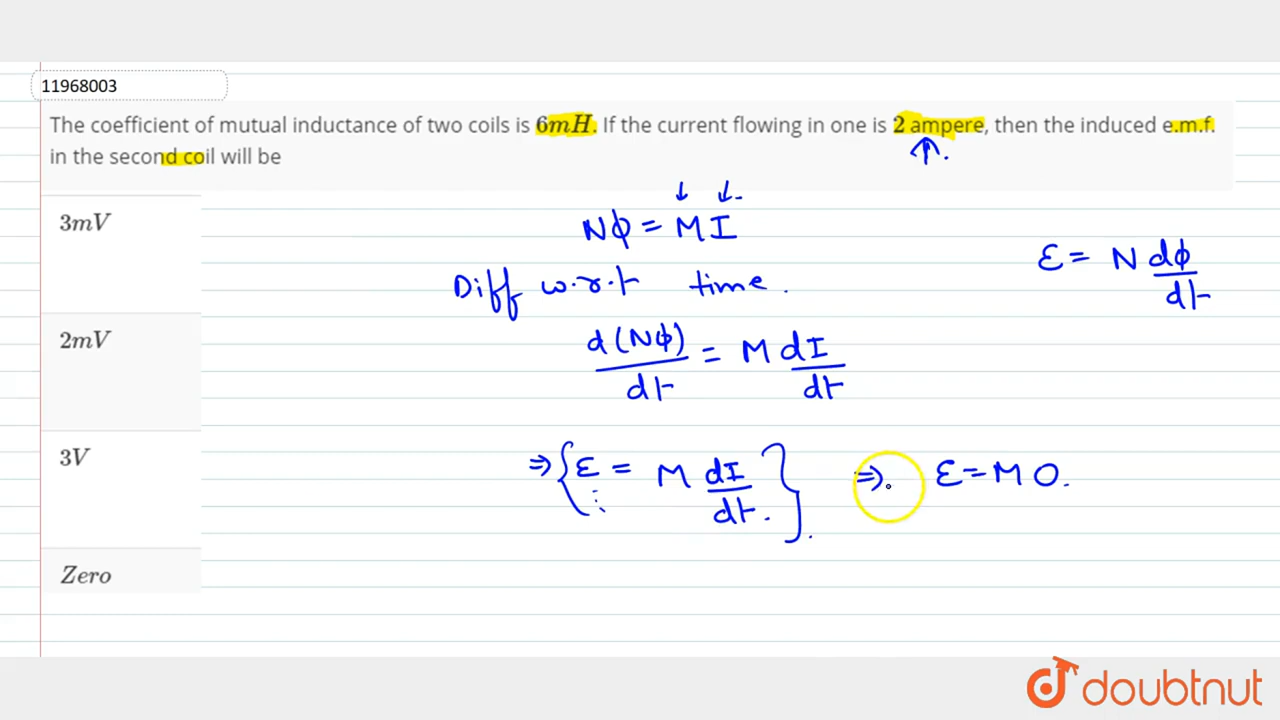 11968003
The coefficient of mutual inductance of two coils is 6mH. If the current flowing in one is 2 ampere, then the induced e.m.f.
in the second coil will be
3mV
2mV
3V
Zero
↓ ↓
Nϕ = M I
Diff w.r.t time.
d(Nϕ)/dt = M dI/dt
⇒ { ε = M dI/dt. }.
⇒. ε = M 0.
ε = N dϕ/dt
doubtnut